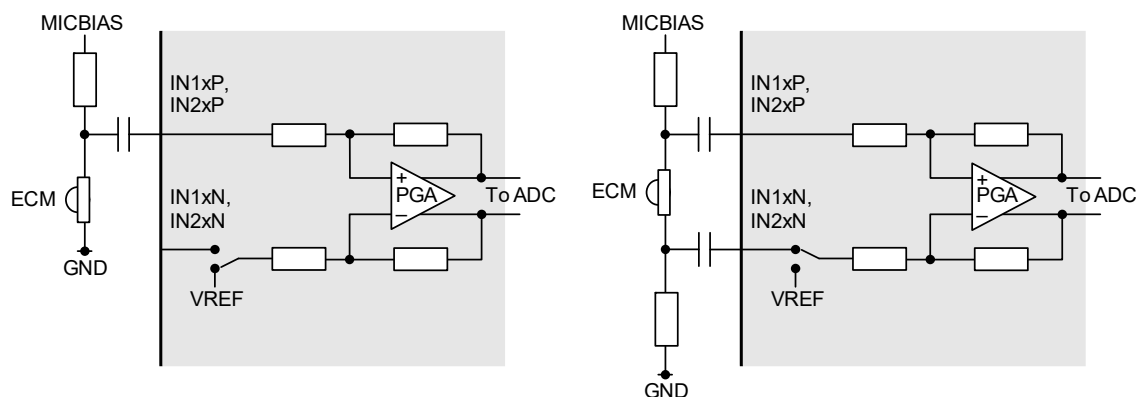 MICBIAS
IN1xP,
IN2xP
+
PGA
−
To ADC
ECM
IN1xN,
IN2xN
GND
VREF
MICBIAS
IN1xP,
IN2xP
+
PGA
−
To ADC
ECM
IN1xN,
IN2xN
VREF
GND